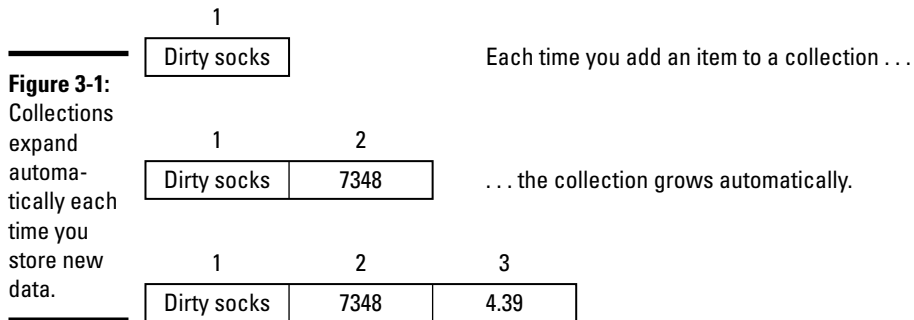 1
Dirty socks
Each time you add an item to a collection . . .
Figure 3-1:
Collections
expand
automa-
tically each
time you
store new
data.
1 2
Dirty socks 7348
. . . the collection grows automatically.
1 2 3
Dirty socks 7348 4.39